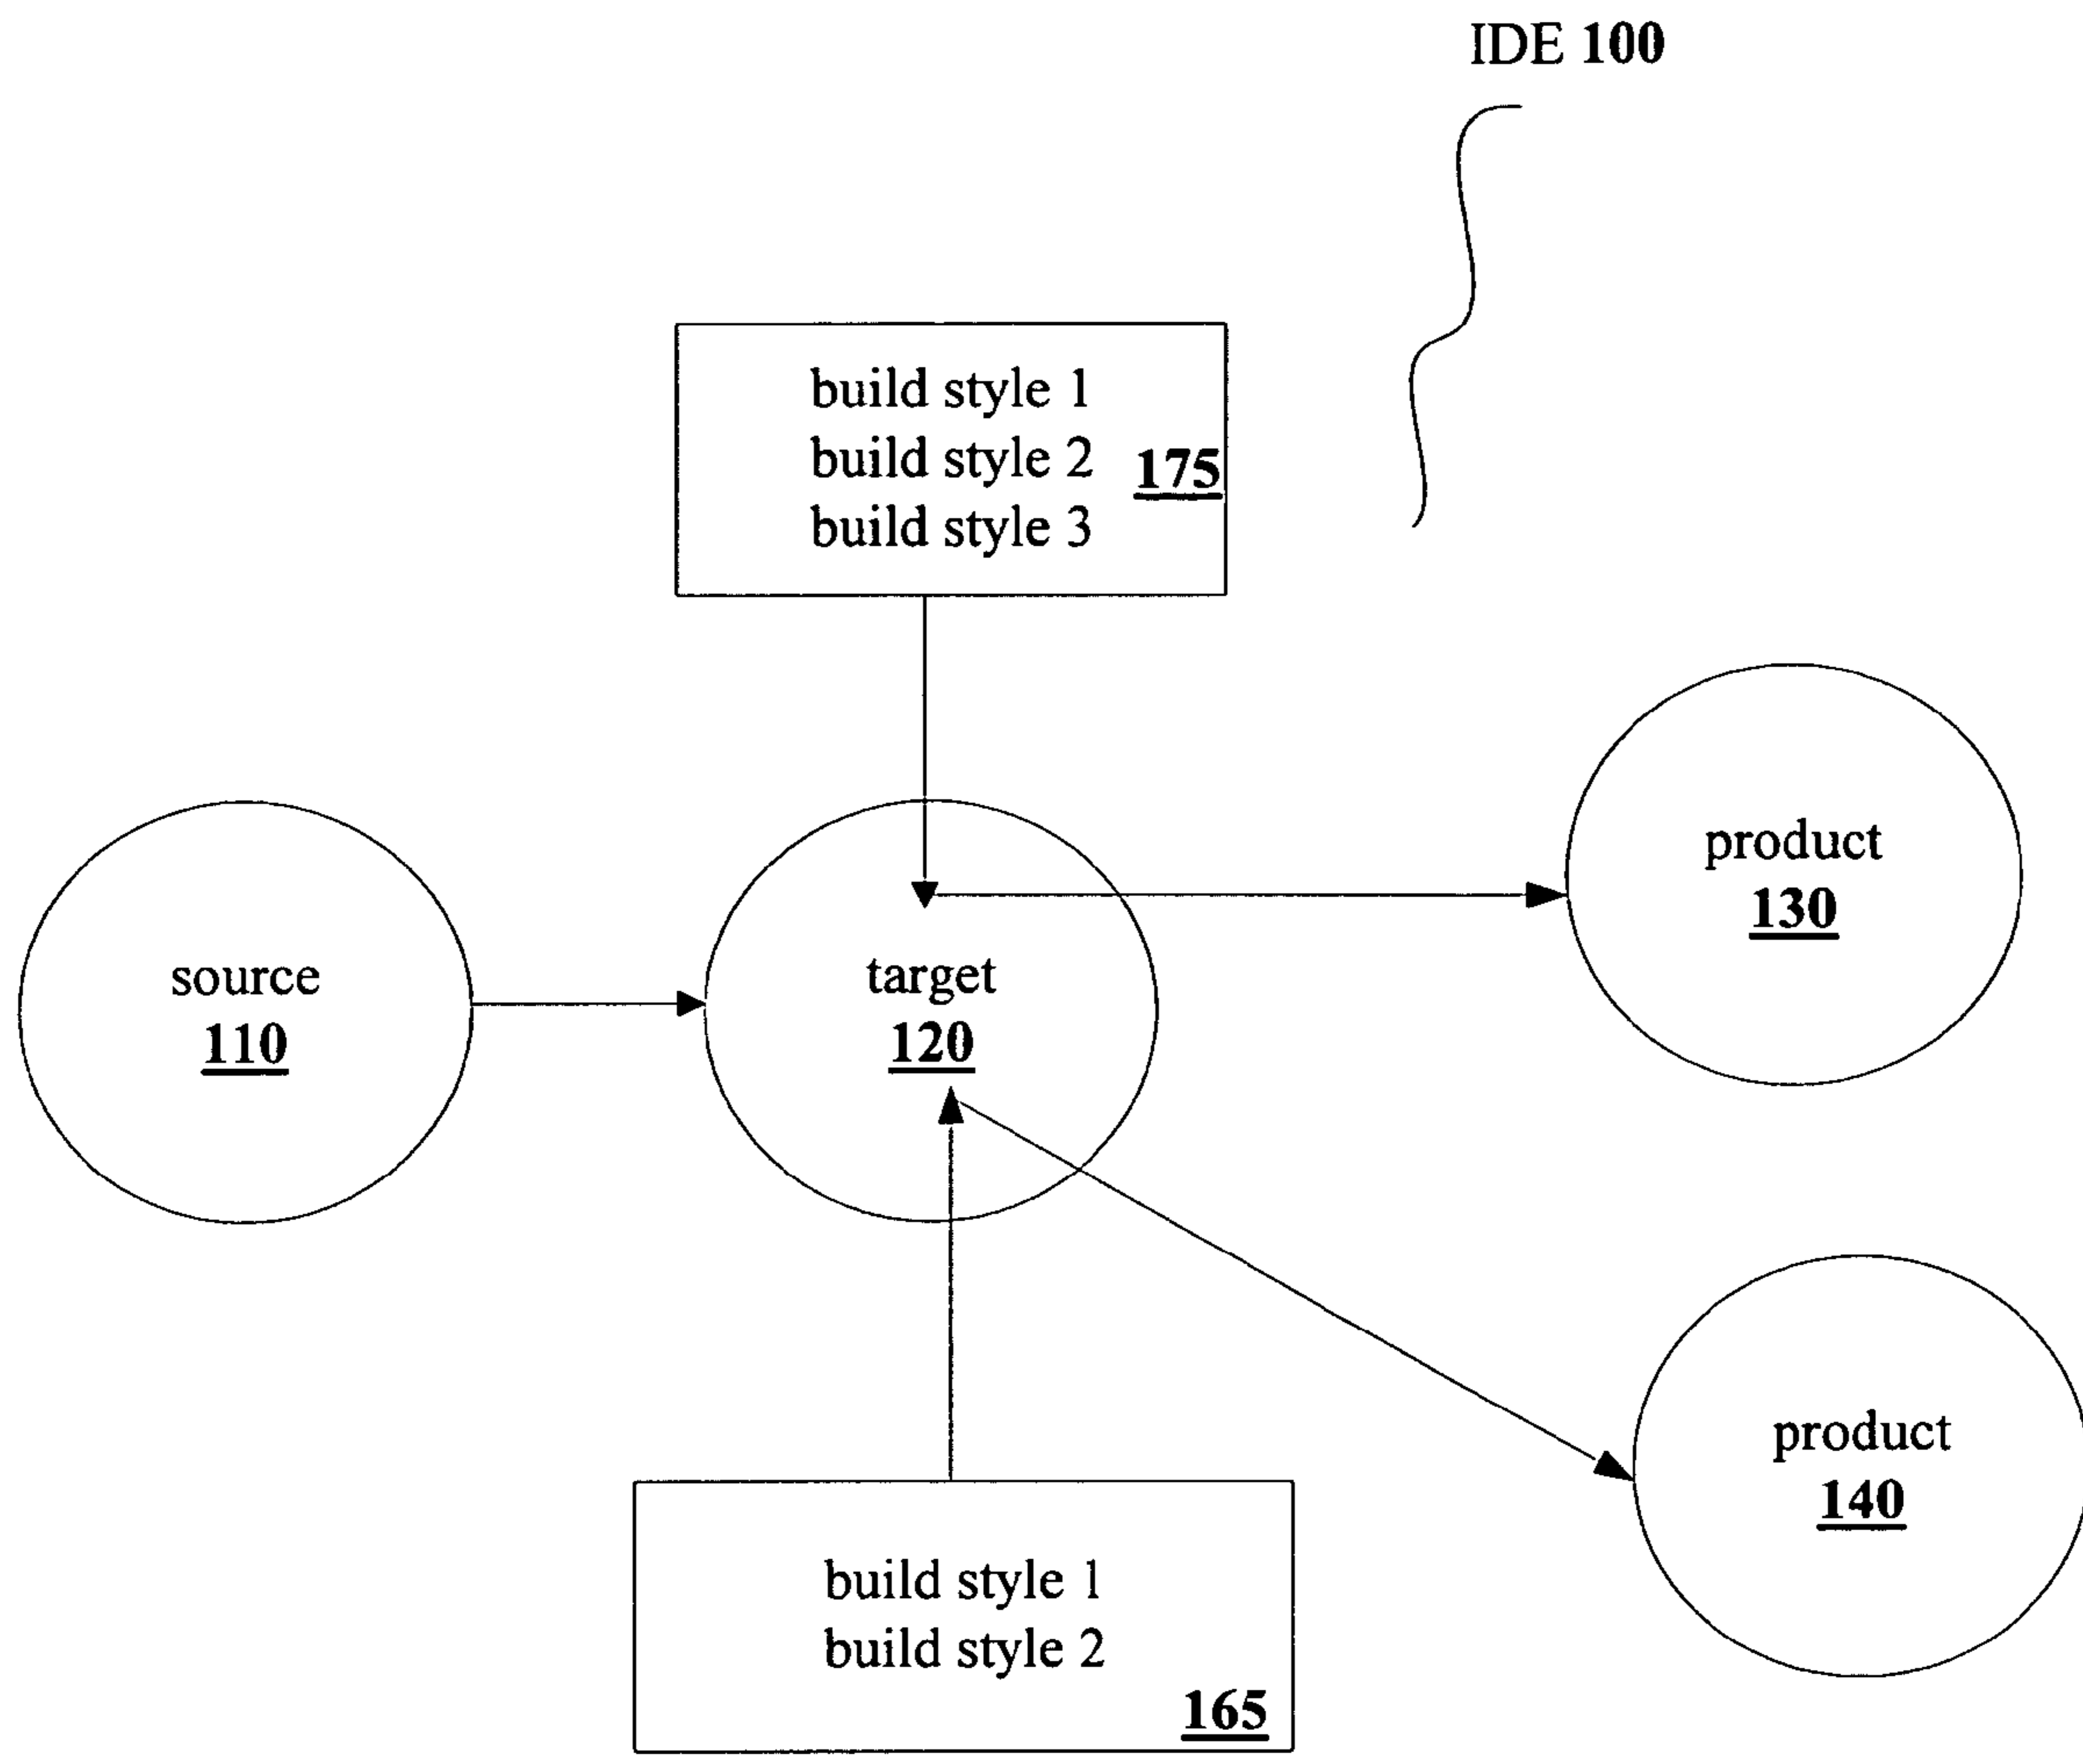 IDE 100
build style 1
build style 2
build style 3
175
product
130
source
110
target
120
product
140
build style 1
build style 2
165